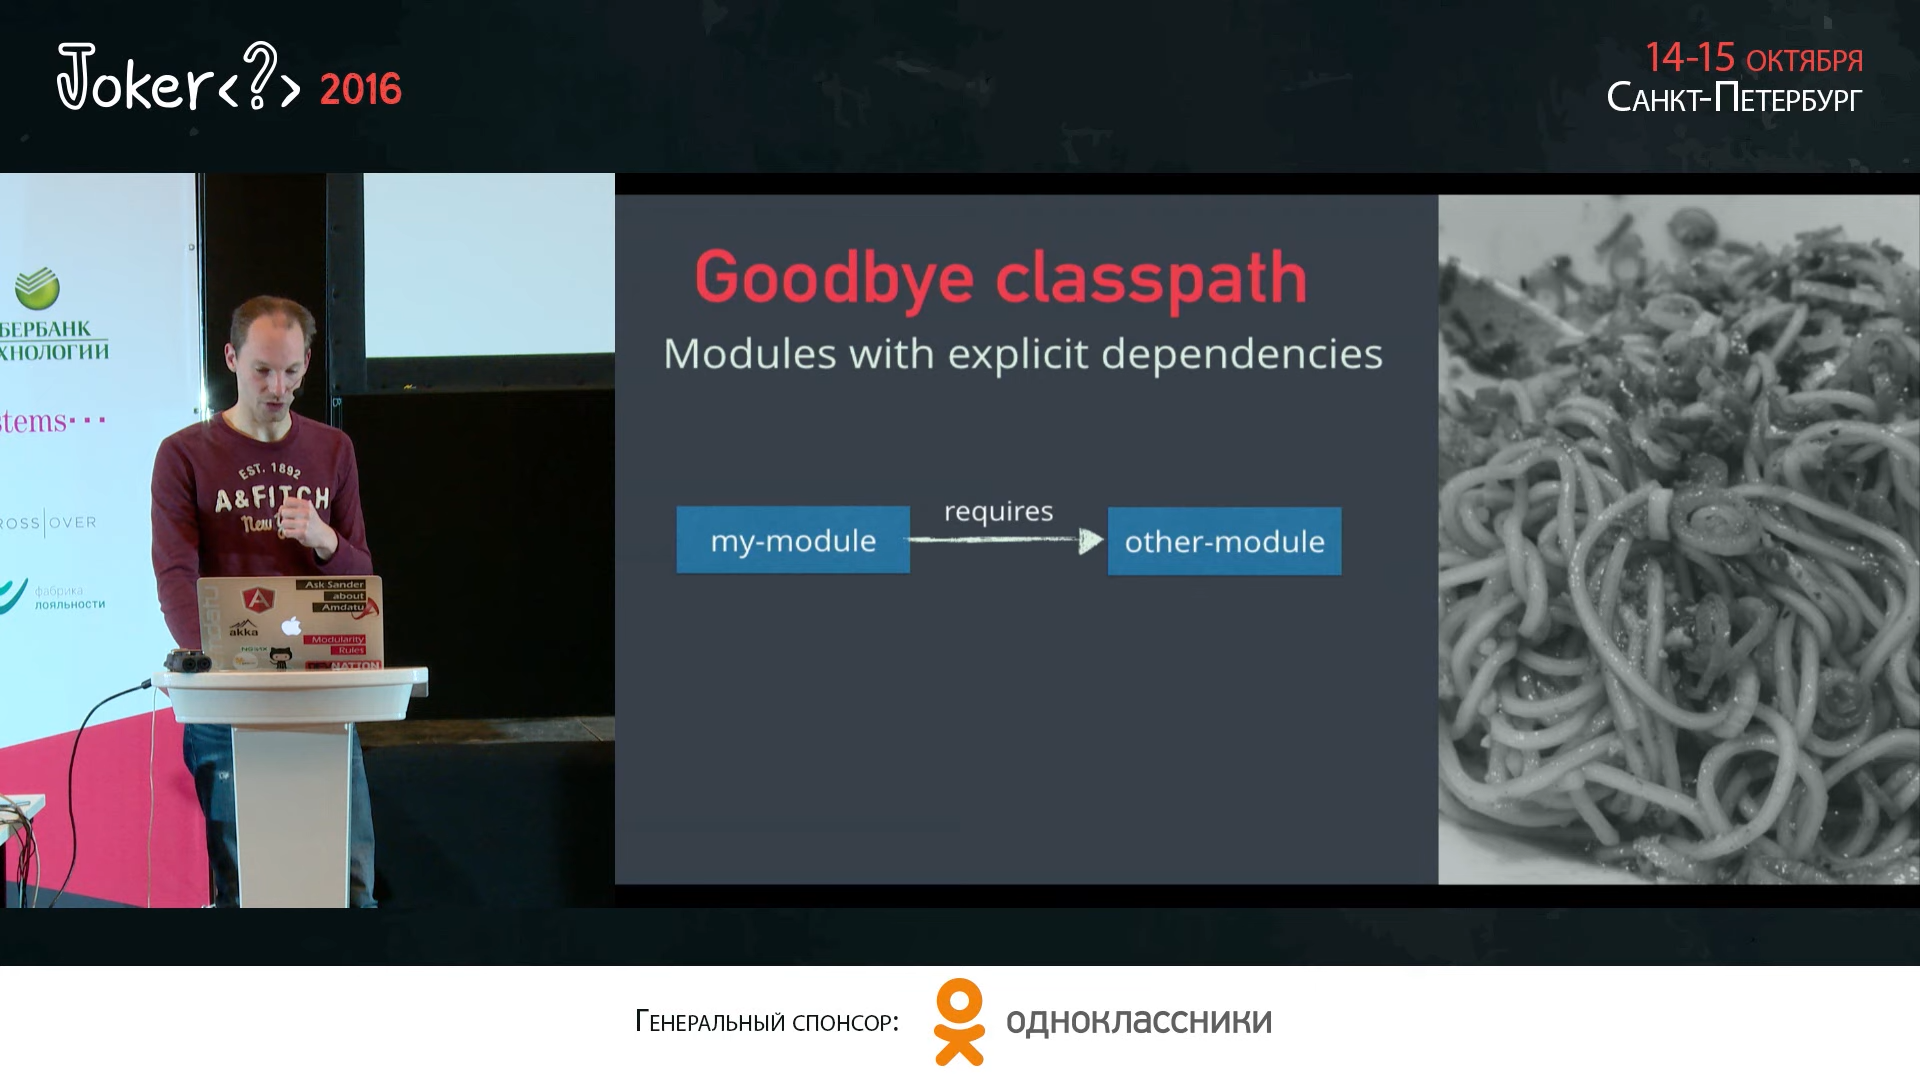 Joker<?> 2016
14-15 октября
Санкт-Петербург
БЕРБАНК
ХНОЛОГИИ
stems
ROSS|OVER
фабрика
лояльности
EST. 1892
A&FITCH
New
Ask Sander
about
Amdatu
akka
Modularity
Rules
DEVNATION
Goodbye classpath
Modules with explicit dependencies
requires
my-module
other-module
Генеральный спонсор:
одноклассники